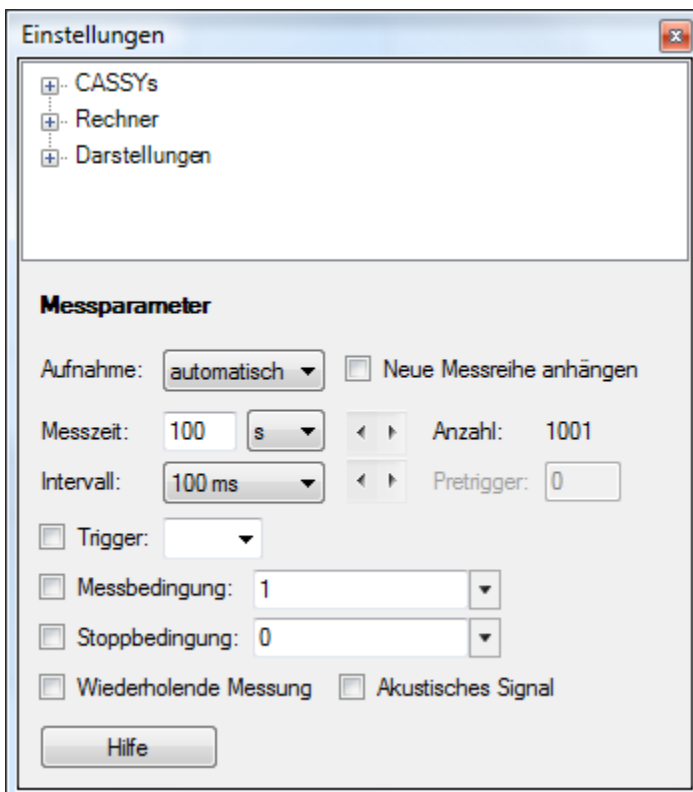 Einstellungen
CASSYs
Rechner
Darstellungen
Messparameter
Aufnahme: automatisch Neue Messreihe anhängen
Messzeit: 100 s Anzahl: 1001
Intervall: 100 ms Pretrigger: 0
Trigger:
Messbedingung: 1
Stoppbedingung: 0
Wiederholende Messung Akustisches Signal
Hilfe